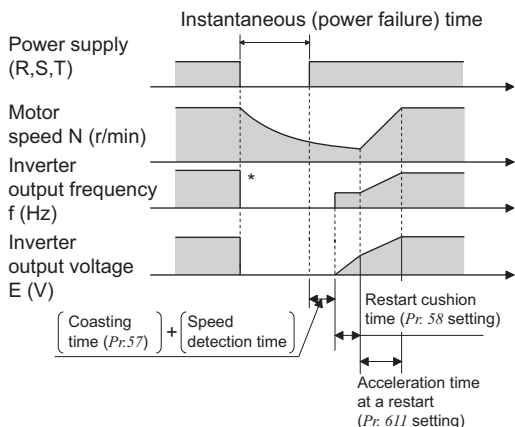 Instantaneous (power failure) time
Power supply
(R,S,T)
Motor
speed N (r/min)
Inverter
output frequency
f (Hz)
*
Inverter
output voltage
E (V)
Coasting
time (Pr.57)
+
Speed
detection time
Restart cushion
time (Pr. 58 setting)
Acceleration time
at a restart
(Pr. 611 setting)